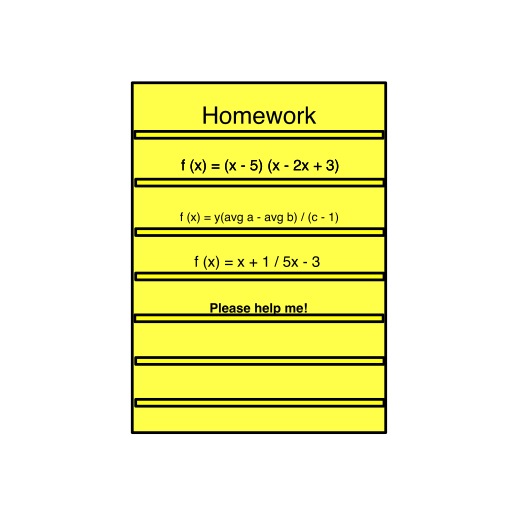 Homework
f (x) = (x - 5) (x - 2x + 3)
f (x) = y(avg a - avg b) / (c - 1)
f (x) = x + 1 / 5x - 3
Please help me!